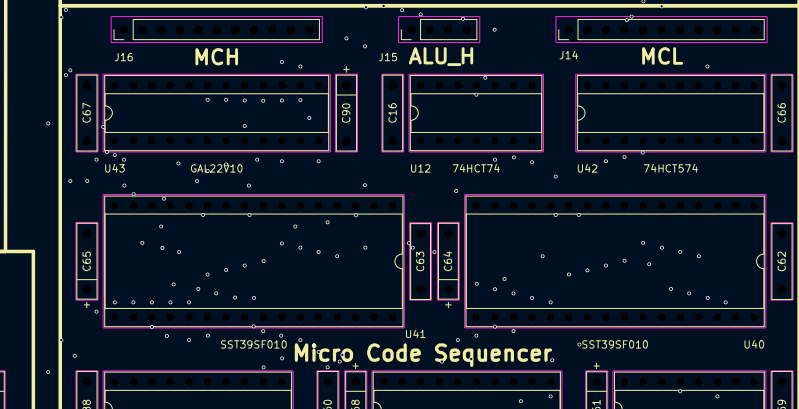 J16 MCH J15 ALU_H J14 MCL
+
C67 C90 C16 C66
U43 GAL22V10 U12 74HCT74 U42 74HCT574
C65 C63 C64 C62
+ +
U41
SST39SF010 SST39SF010 U40
Micro Code Sequencer
+ +